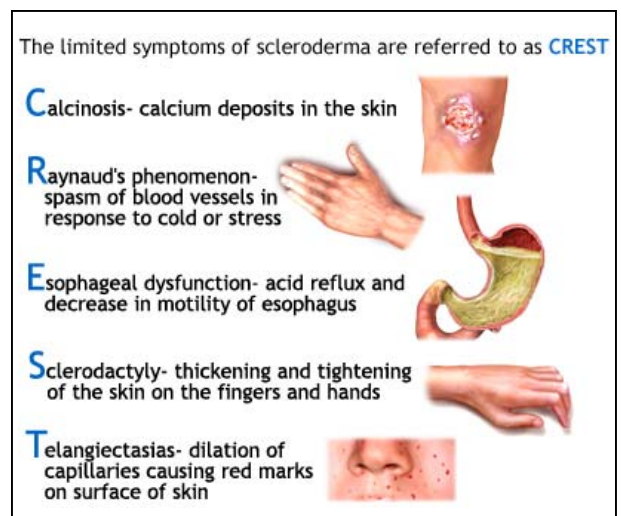 The limited symptoms of scleroderma are referred to as CREST
Calcinosis- calcium deposits in the skin
Raynaud's phenomenon-
spasm of blood vessels in
response to cold or stress
Esophageal dysfunction- acid reflux and
decrease in motility of esophagus
Sclerodactyly- thickening and tightening
of the skin on the fingers and hands
Telangiectasias- dilation of
capillaries causing red marks
on surface of skin